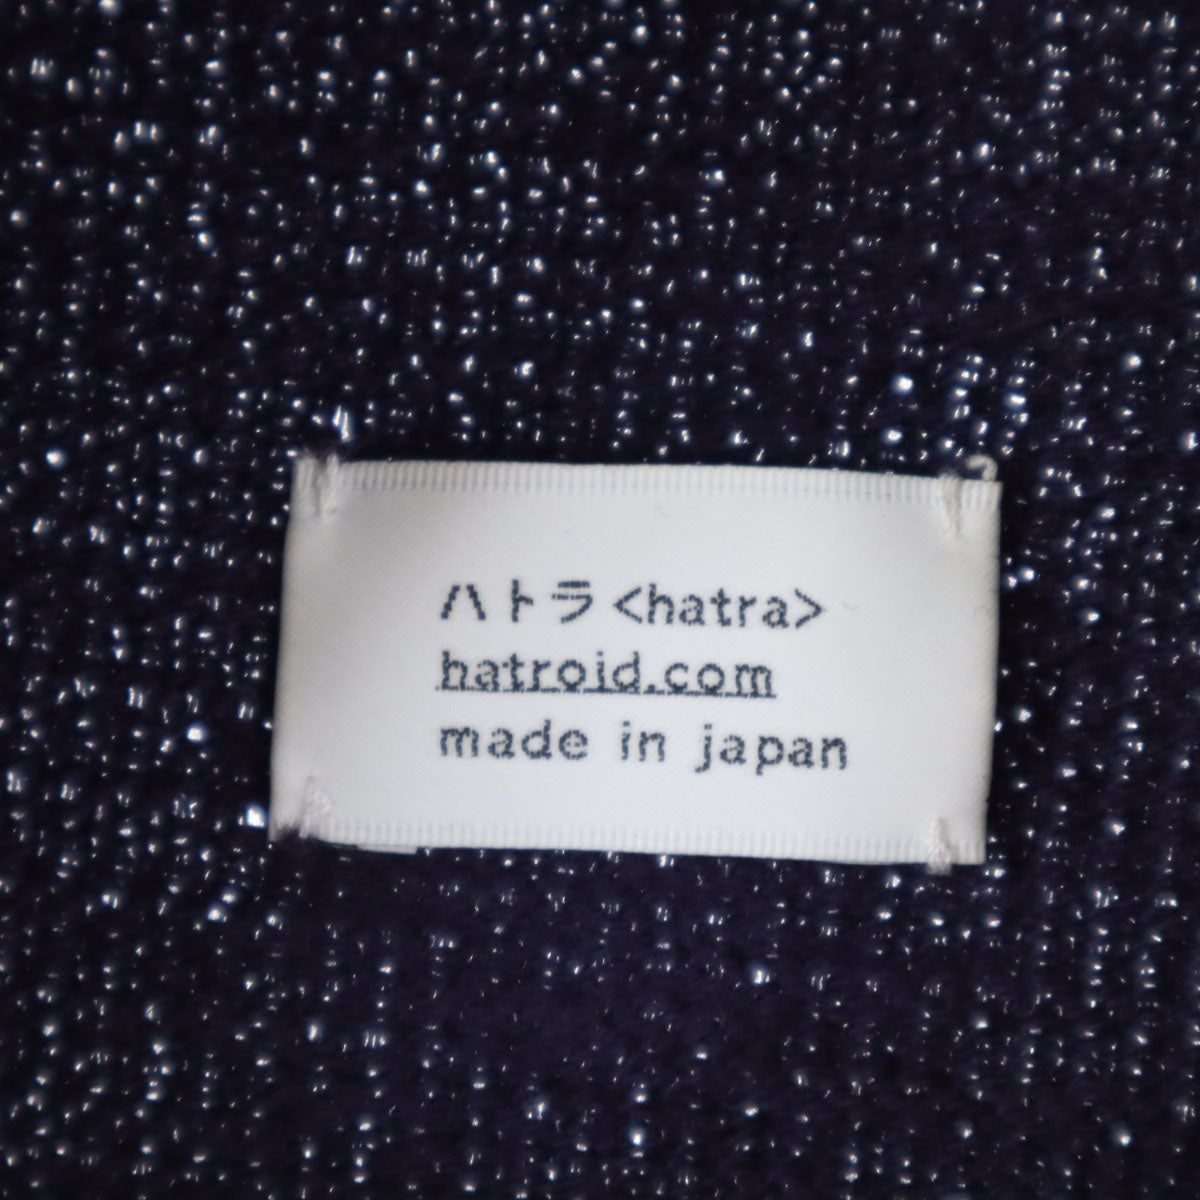 ハトラ<hatra>
hatroid.com
made in japan